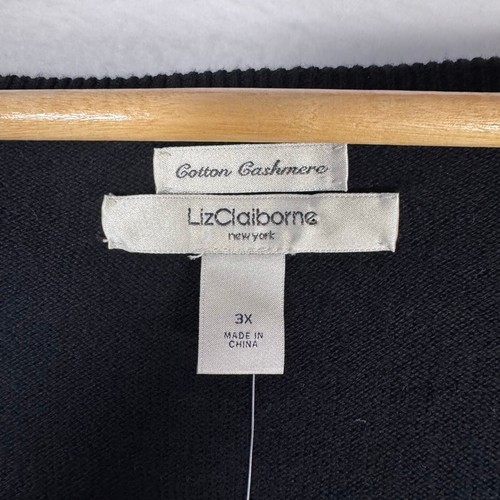 Cotton Cashmere
LizClaiborne
new york
3X
MADE IN
CHINA